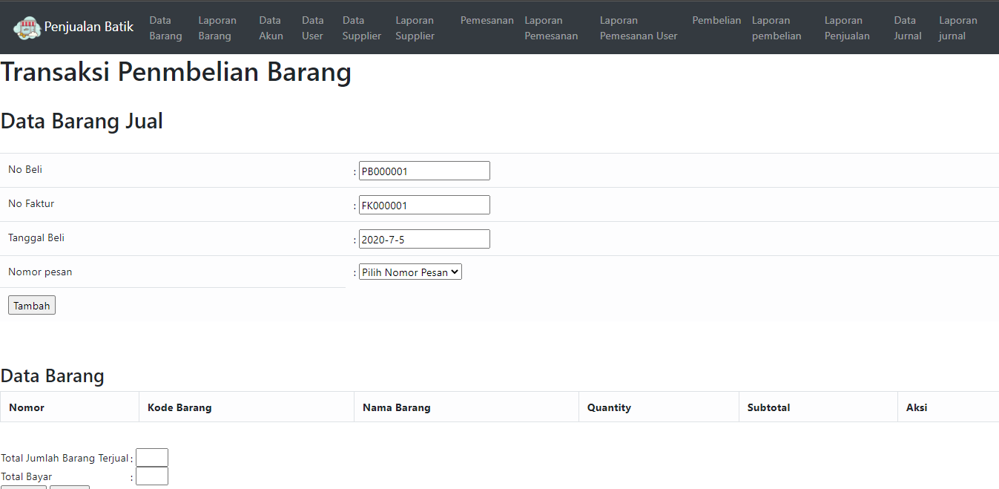 Penjualan Batik
Data Barang
Laporan Barang
Data Akun
Data User
Data Supplier
Laporan Supplier
Pemesanan
Laporan Pemesanan
Laporan Pemesanan User
Pembelian
Laporan pembelian
Laporan Penjualan
Data Jurnal
Laporan jurnal
Transaksi Penmbelian Barang
Data Barang Jual
No Beli : PB000001
No Faktur : FK000001
Tanggal Beli : 2020-7-5
Nomor pesan : Pilih Nomor Pesan
Tambah
Data Barang
Nomor Kode Barang Nama Barang Quantity Subtotal Aksi
Total Jumlah Barang Terjual :
Total Bayar :